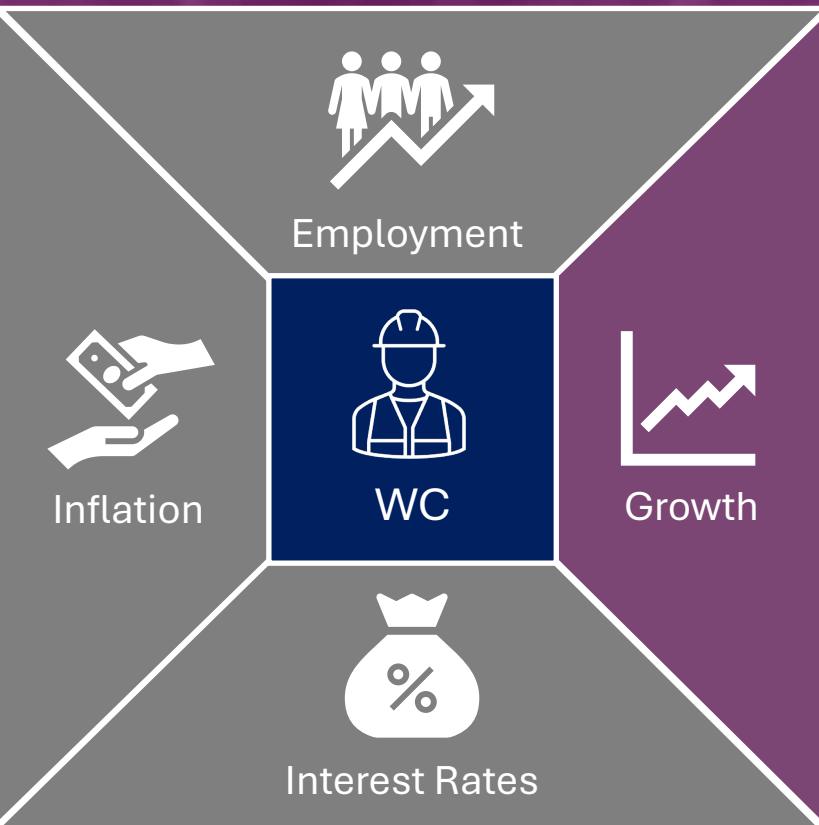 Employment
Inflation
WC
Growth
%
Interest Rates